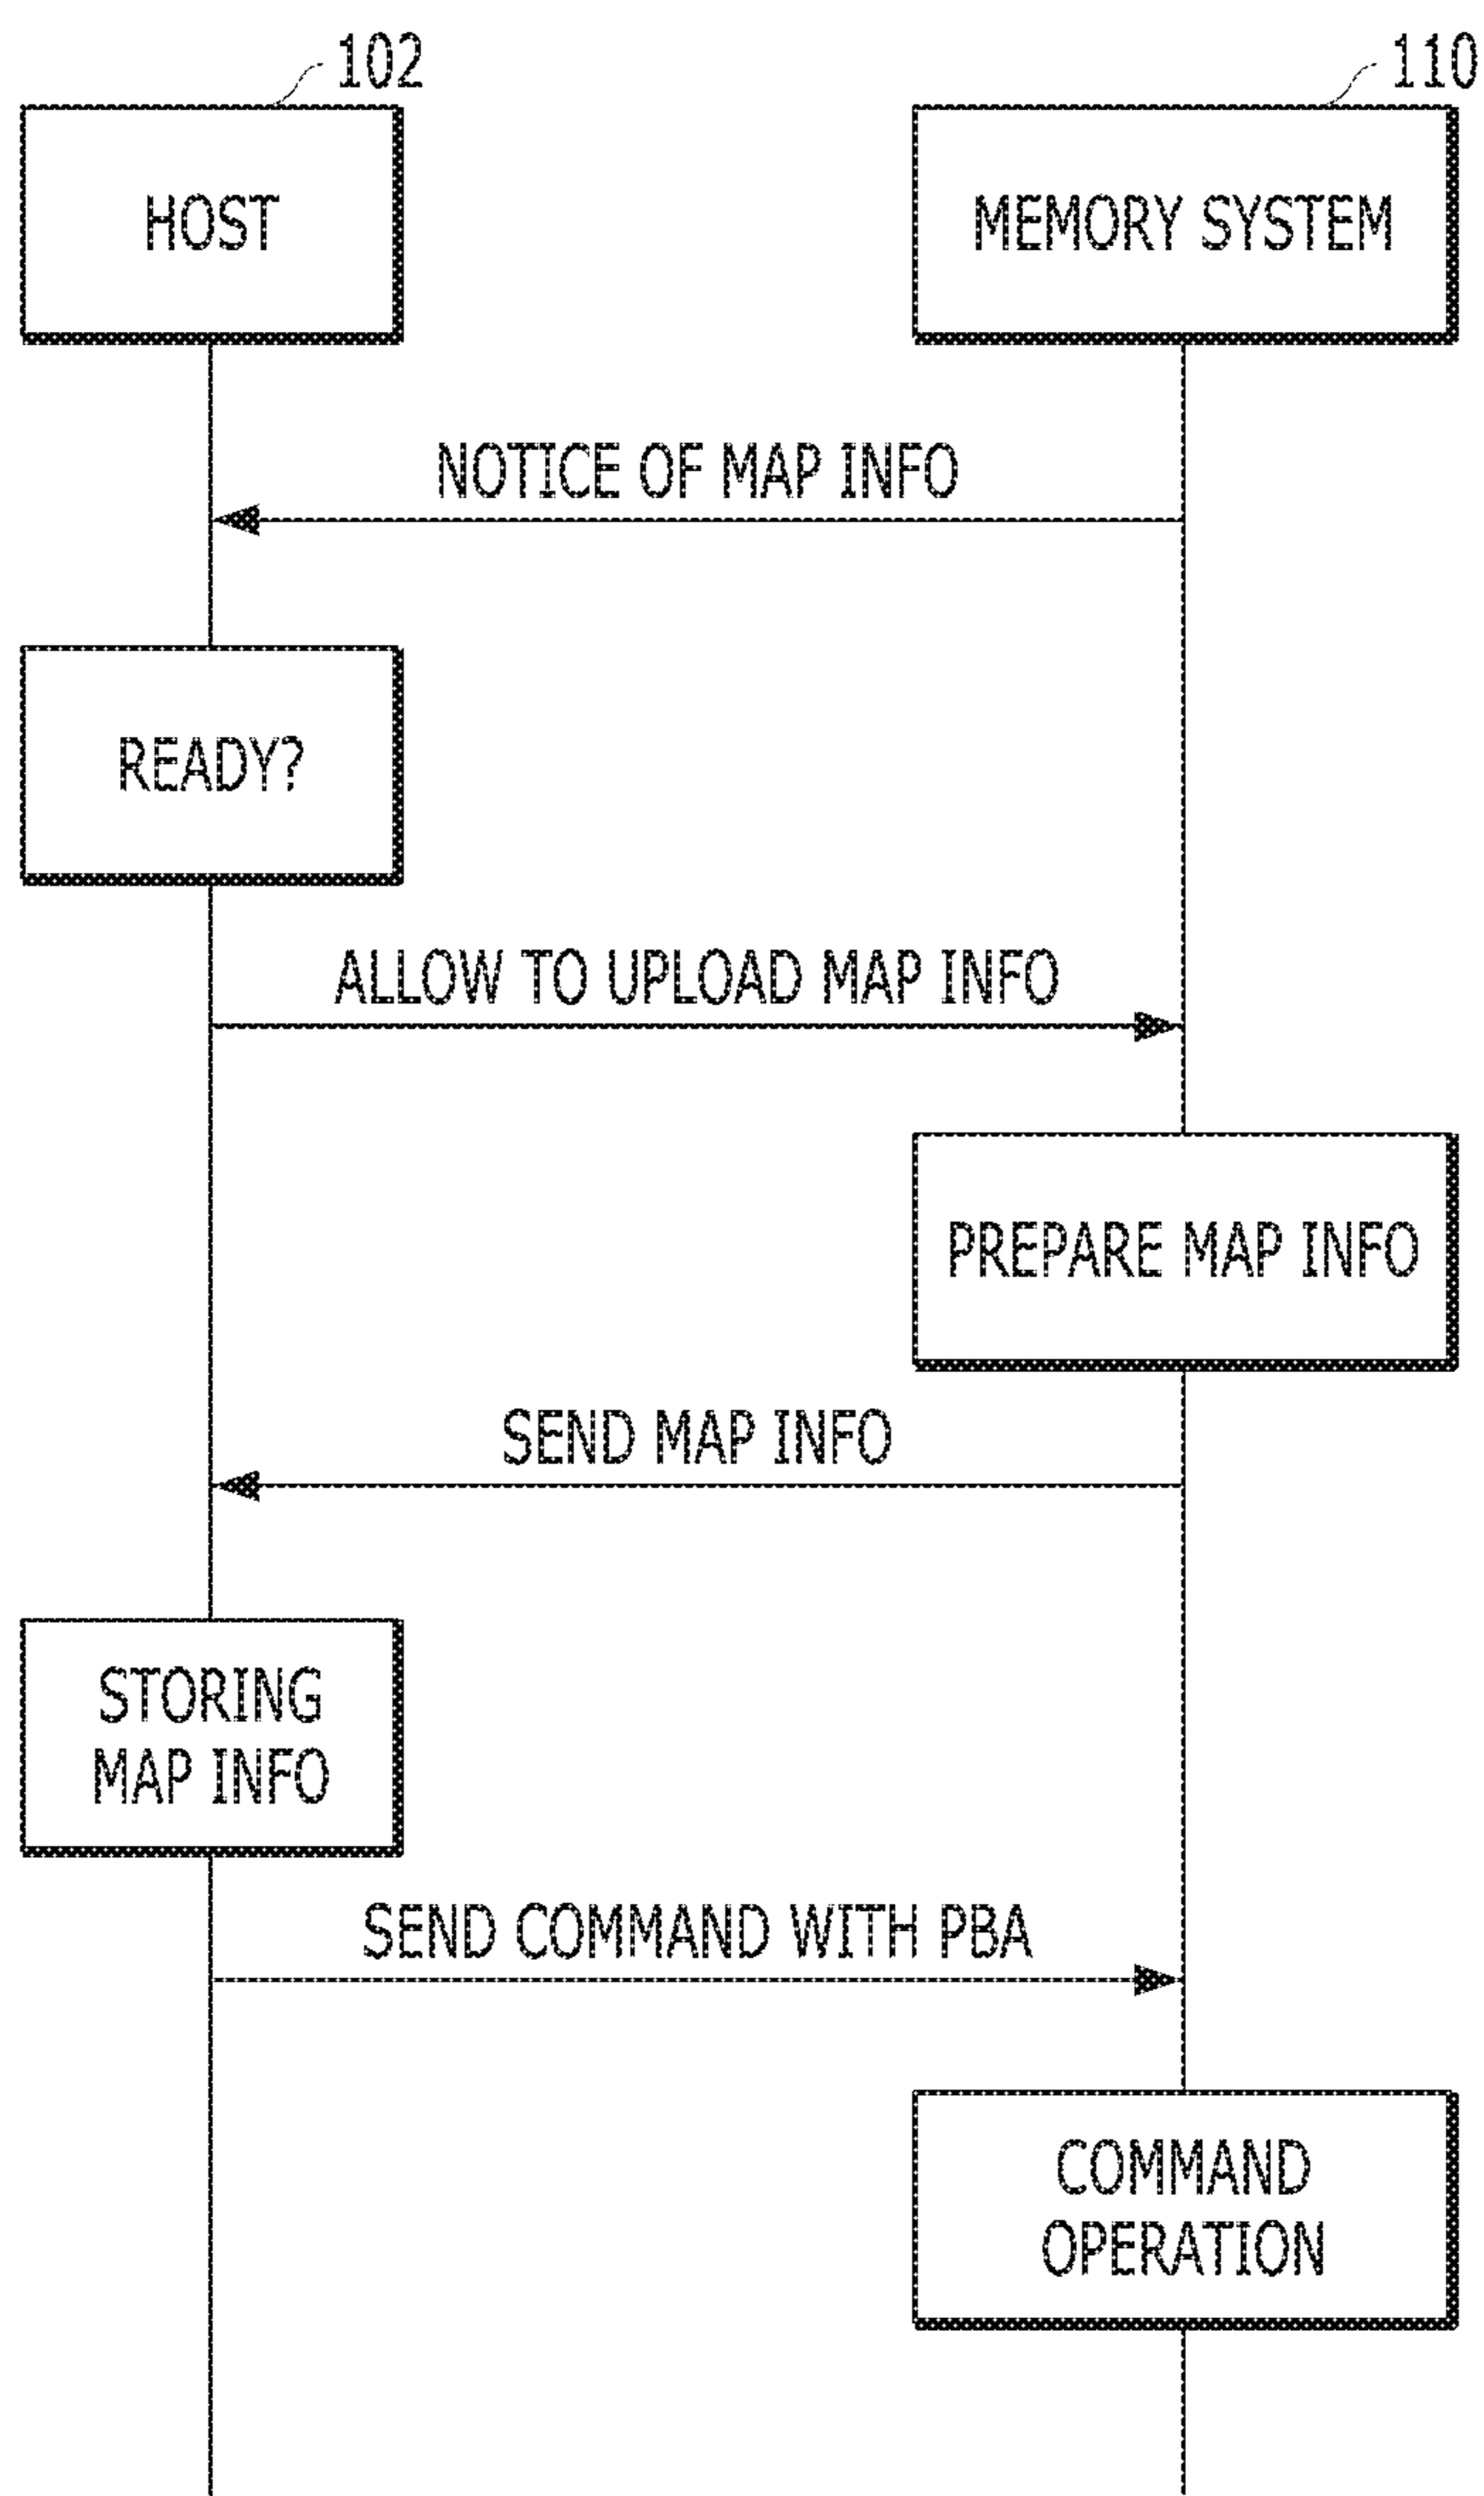 102
110
HOST
MEMORY SYSTEM
NOTICE OF MAP INFO
READY?
ALLOW TO UPLOAD MAP INFO
PREPARE MAP INFO
SEND MAP INFO
STORING
MAP INFO
SEND COMMAND WITH PBA
COMMAND
OPERATION